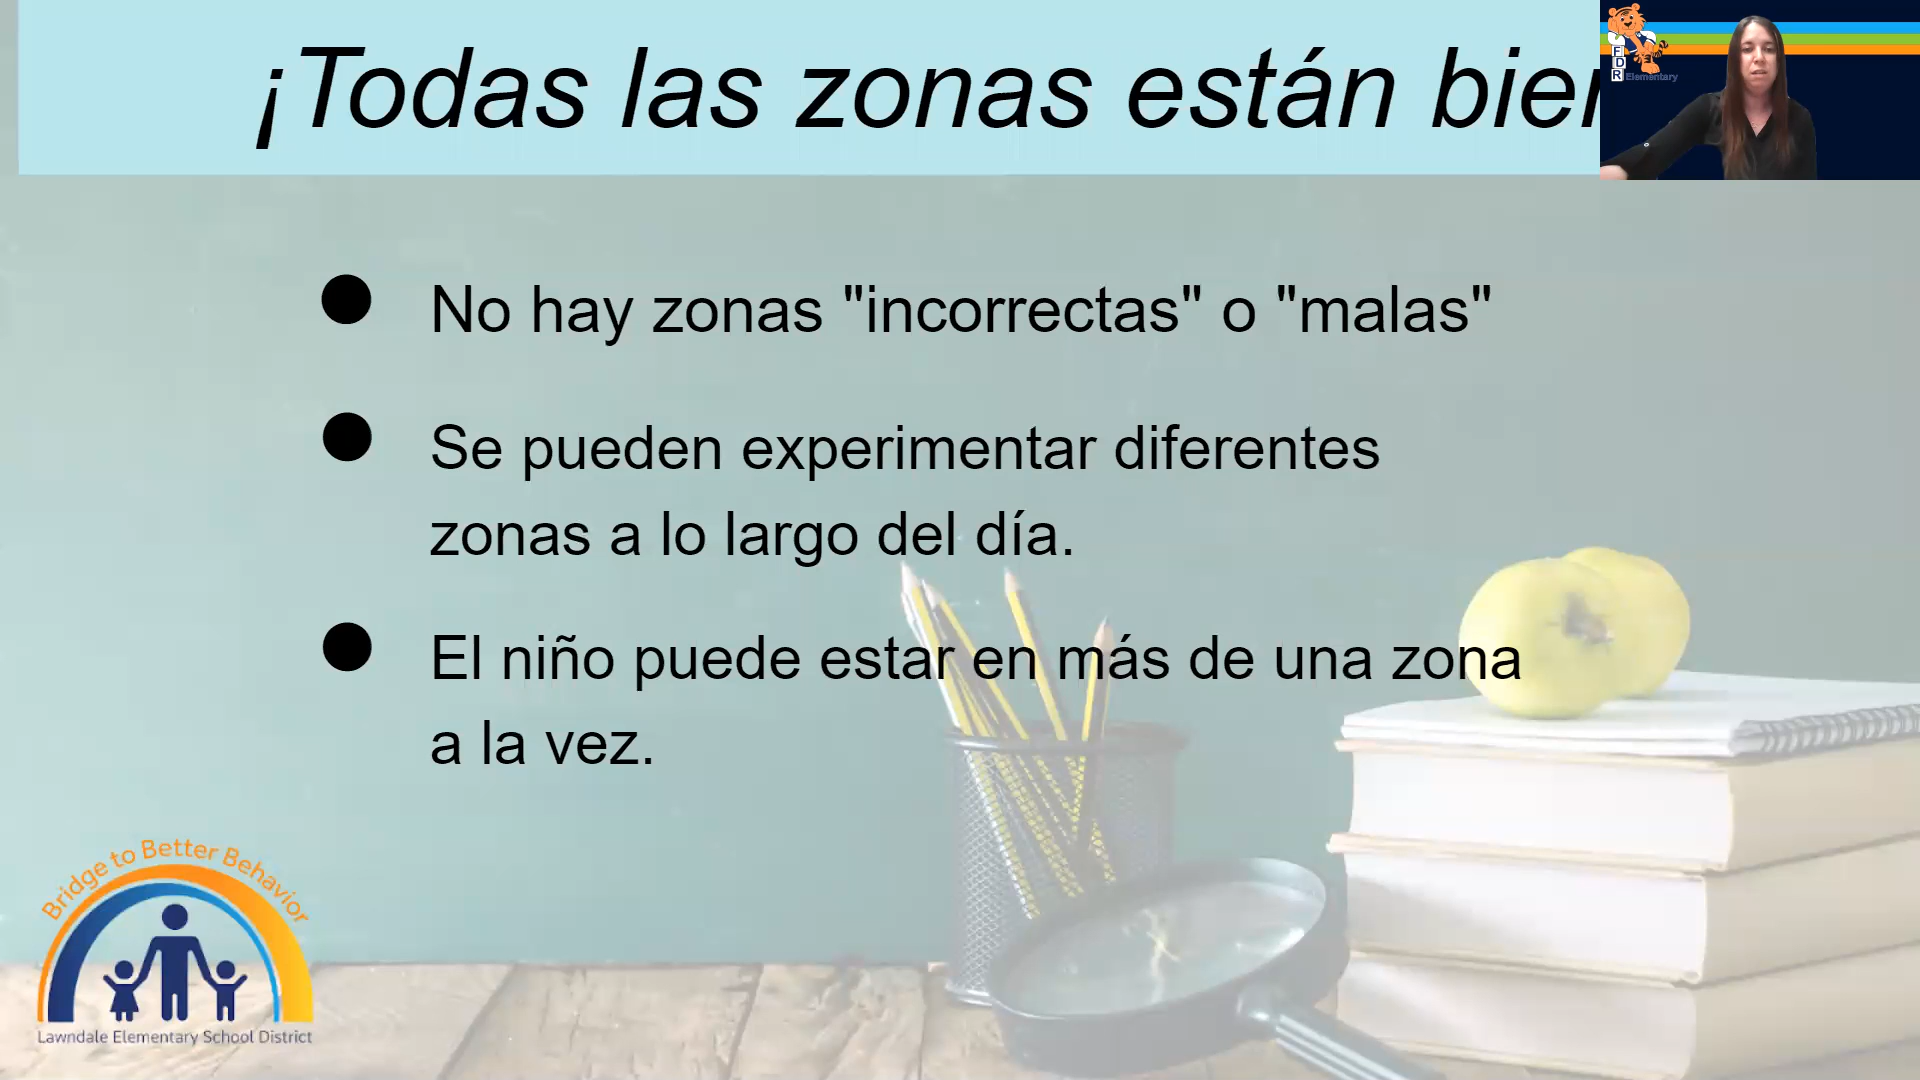 ¡Todas las zonas están bien
FDR
Elementary
No hay zonas "incorrectas" o "malas"
Se pueden experimentar diferentes
zonas a lo largo del día.
El niño puede estar en más de una zona
a la vez.
Bridge to Better Behavior
Lawndale Elementary School District